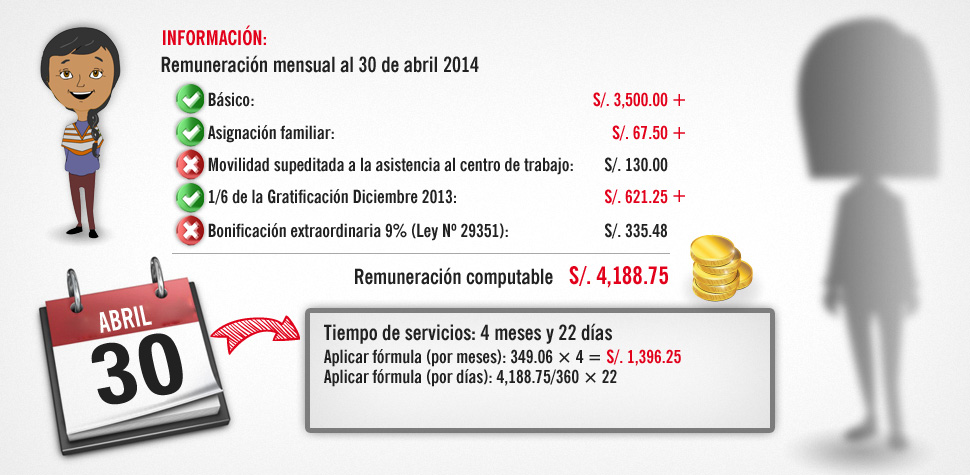 INFORMACIÓN:
Remuneración mensual al 30 de abril 2014
Básico: S/. 3,500.00 +
Asignación familiar: S/. 67.50 +
Movilidad supeditada a la asistencia al centro de trabajo: S/. 130.00
1/6 de la Gratificación Diciembre 2013: S/. 621.25 +
Bonificación extraordinaria 9% (Ley Nº 29351): S/. 335.48
Remuneración computable S/. 4,188.75
ABRIL
30
Tiempo de servicios: 4 meses y 22 días
Aplicar fórmula (por meses): 349.06 × 4 = S/. 1,396.25
Aplicar fórmula (por días): 4,188.75/360 × 22